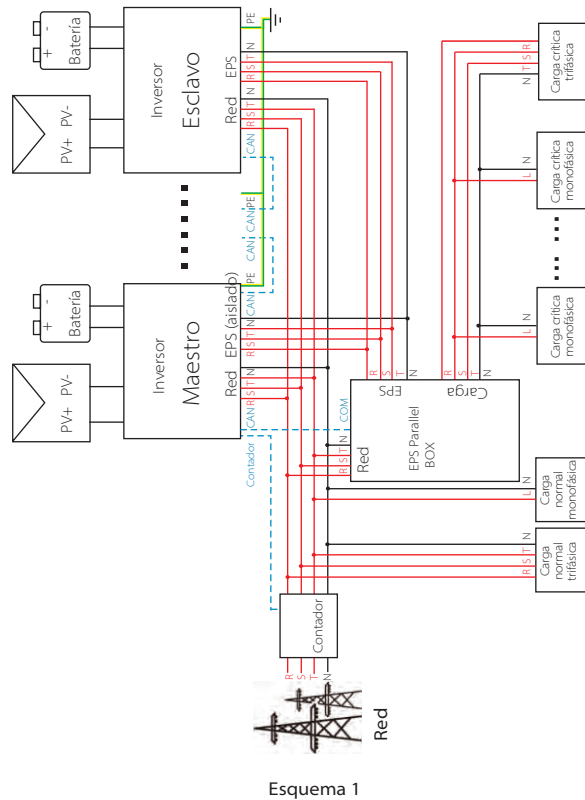 Batería
+ -
PV+ PV-
Inversor
Maestro
Contador
CAN
R S T N
Red
R S T N
EPS (aislado)
CAN
PE
CAN
CAN
PE
Batería
+ -
PV+ PV-
Inversor
Esclavo
CAN
R S T N
Red
R S T N
EPS
PE
COM
R S T N
Red
EPS Parallel
BOX
R
S
T
N
EPS
R
S
T
N
Carga
Red
R
S
T
N
Contador
R S T N
Carga
normal
trifásica
L N
Carga
normal
monofásica
L N
Carga crítica
monofásica
L N
Carga crítica
monofásica
N T S R
Carga crítica
trifásica
Esquema 1